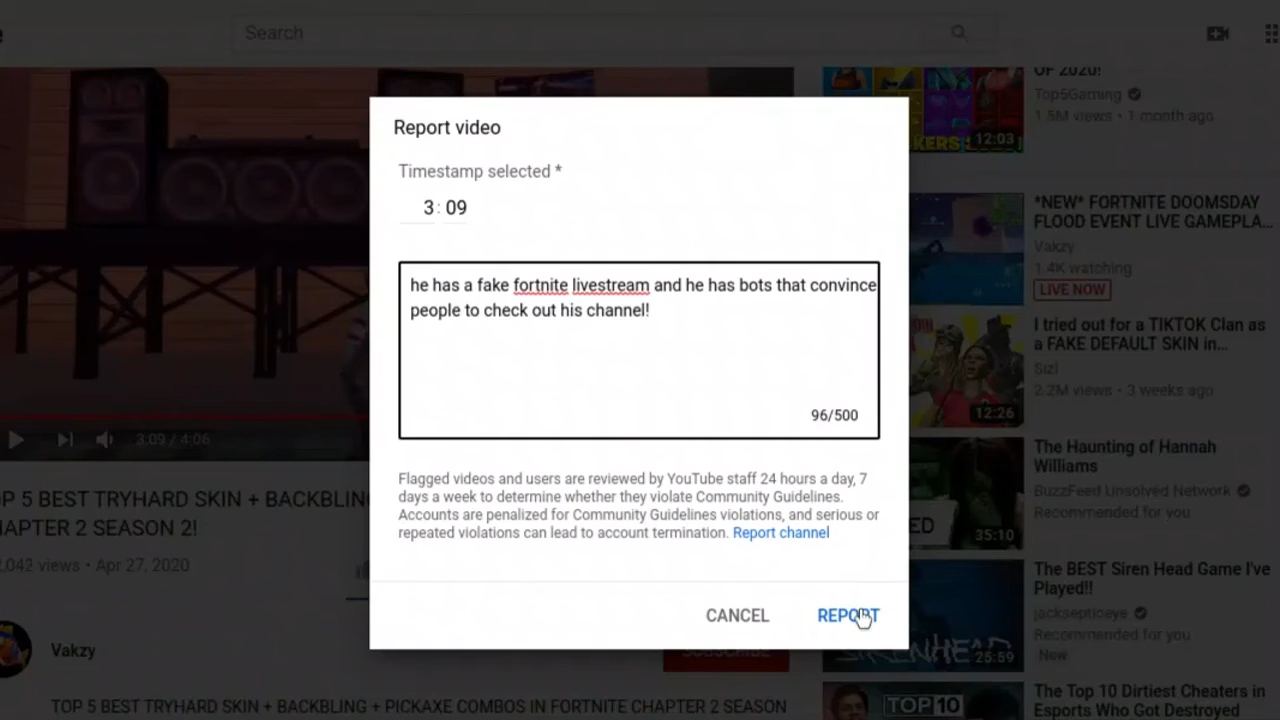 Search
OF 2020!
Top5Gaming
1.5M views • 1 month ago
KERS
12:03
Report video
Timestamp selected *
3 : 09
he has a fake fortnite livestream and he has bots that convince
people to check out his channel!
96/500
Flagged videos and users are reviewed by YouTube staff 24 hours a day, 7
days a week to determine whether they violate Community Guidelines.
Accounts are penalized for Community Guidelines violations, and serious or
repeated violations can lead to account termination. Report channel
CANCEL
REPORT
*NEW* FORTNITE DOOMSDAY
FLOOD EVENT LIVE GAMEPLA...
Vakzy
1.4K watching
LIVE NOW
I tried out for a TIKTOK Clan as
a FAKE DEFAULT SKIN in...
Sizl
2.2M views • 3 weeks ago
12:26
The Haunting of Hannah
Williams
BuzzFeed Unsolved Network
Recommended for you
ED
35:10
The BEST Siren Head Game I've
Played!!
jacksepticeye
Recommended for you
New
SIRENHEAD
25:59
The Top 10 Dirtiest Cheaters in
Esports Who Got Destroyed
TOP10
3:09 / 4:06
OP 5 BEST TRYHARD SKIN + BACKBLING
HAPTER 2 SEASON 2!
,042 views • Apr 27, 2020
Vakzy
SUBSCRIBE
TOP 5 BEST TRYHARD SKIN + BACKBLING + PICKAXE COMBOS IN FORTNITE CHAPTER 2 SEASON